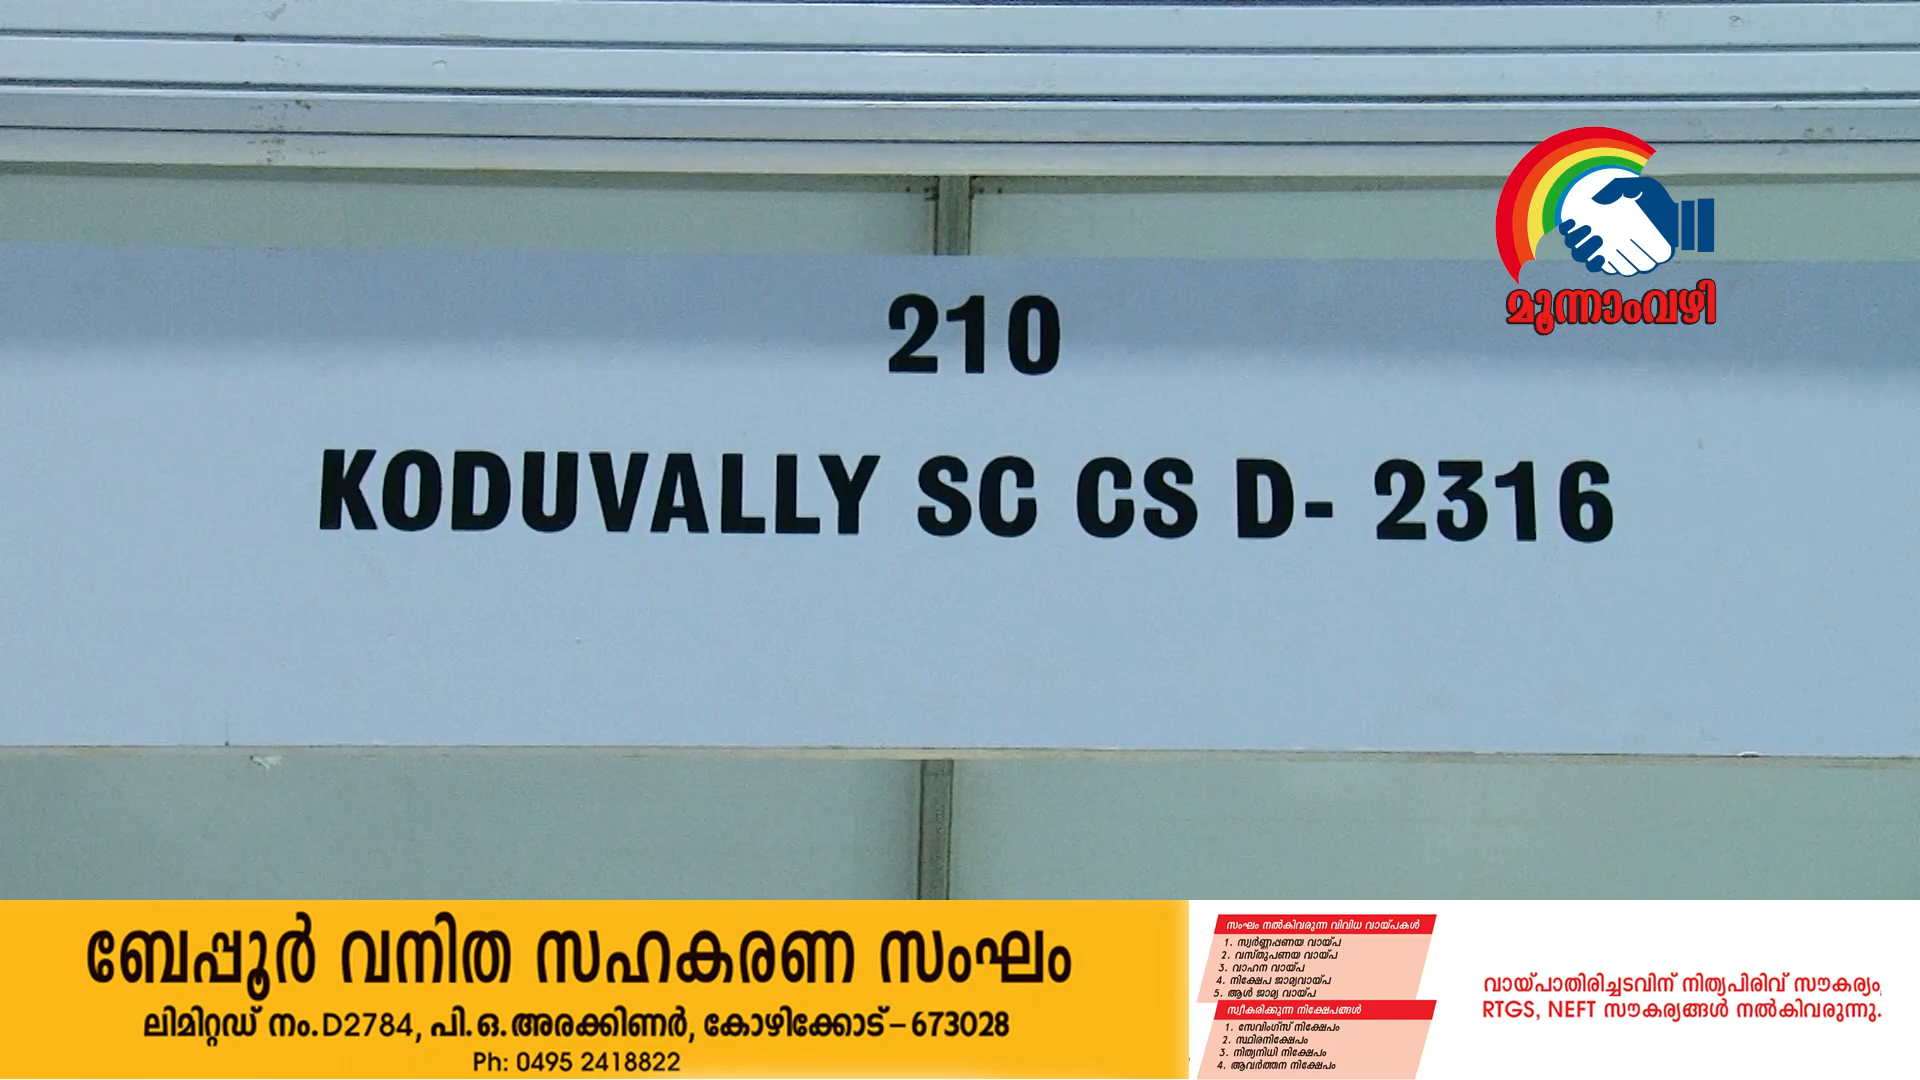 210
KODUVALLY SC CS D- 2316
മൂന്നാംവഴി
ബേപ്പൂർ വനിത സഹകരണ സംഘം
ലിമിറ്റഡ് നം.D2784, പി.ഒ.അരക്കിണർ, കോഴിക്കോട്–673028
Ph: 0495 2418822
സംഘം നൽകിവരുന്ന വിവിധ വായ്പകൾ
1. സ്വർണ്ണപ്പണയ വായ്പ
2. വസ്തുപണയ വായ്പ
3. വാഹന വായ്പ
4. നിക്ഷേപ ജാമ്യവായ്പ
5. ആൾ ജാമ്യ വായ്പ
സ്വീകരിക്കുന്ന നിക്ഷേപങ്ങൾ
1. സേവിംഗ്സ് നിക്ഷേപം
2. സ്ഥിരനിക്ഷേപം
3. നിത്യനിധി നിക്ഷേപം
4. ആവർത്തന നിക്ഷേപം
വായ്പാതിരിച്ചടവിന് നിത്യപിരിവ് സൗകര്യം,
RTGS, NEFT സൗകര്യങ്ങൾ നൽകിവരുന്നു.